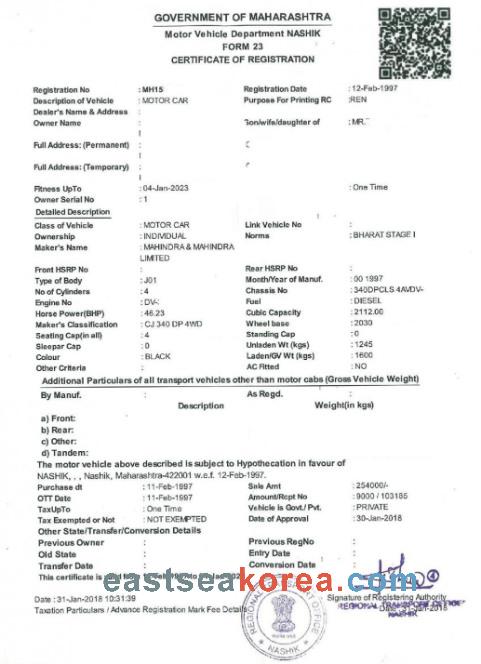 GOVERNMENT OF MAHARASHTRA
Motor Vehicle Department NASHIK
FORM 23
CERTIFICATE OF REGISTRATION
Registration No : MH15 Registration Date : 12-Feb-1997
Description of Vehicle : MOTOR CAR Purpose For Printing RC :REN
Dealer's Name & Address :
Owner Name : Son/wife/daughter of : MR.
Full Address: (Permanent) :
Full Address: (Temporary) :
Fitness UpTo : 04-Jan-2023 : One Time
Owner Serial No : 1
Detailed Description
Class of Vehicle : MOTOR CAR Link Vehicle No :
Ownership : INDIVIDUAL Norms : BHARAT STAGE I
Maker's Name : MAHINDRA & MAHINDRA
LIMITED
Front HSRP No : Rear HSRP No :
Type of Body : J01 Month/Year of Manuf. : 00 1997
No of Cylinders : 4 Chassis No : 340DPCLS 4AVDV-
Engine No : DV-: Fuel : DIESEL
Horse Power(BHP) : 46.23 Cubic Capacity : 2112.00
Maker's Classification : CJ 340 DP 4WD Wheel base : 2030
Seating Cap(in all) : 4 Standing Cap : 0
Sleepar Cap : 0 Unladen Wt (kgs) : 1245
Colour : BLACK Laden/GV Wt (kgs) : 1600
Other Criteria : AC Fitted : NO
Additional Particulars of all transport vehicles other than motor cabs (Gross Vehicle Weight)
By Manuf. : As Regd. :
Description Weight(in kgs)
a) Front:
b) Rear:
c) Other:
d) Tandem:
The motor vehicle above described is subject to Hypothecation in favour of
NASHIK, , , Nashik, Maharashtra-422001 w.e.f. 12-Feb-1997.
Purchase dt : 11-Feb-1997 Sale Amt : 254000/-
OTT Date : 11-Feb-1997 Amount/Rcpt No : 9000 / 103185
TaxUpTo : One Time Vehicle is Govt./ Pvt. : PRIVATE
Tax Exempted or Not : NOT EXEMPTED Date of Approval : 30-Jan-2018
Other State/Transfer/Conversion Details
Previous Owner : Previous RegNo :
Old State : Entry Date :
Transfer Date : Conversion Date :
This certificate is
eastseakorea.com
Date : 31-Jan-2018 10:31:39 Signature of Registering Authority
Taxation Particulars / Advance Registration Mark Fee Details Date : 31-Jan-2018
REGIONAL TRANSPORT OFFICE
NASHIK